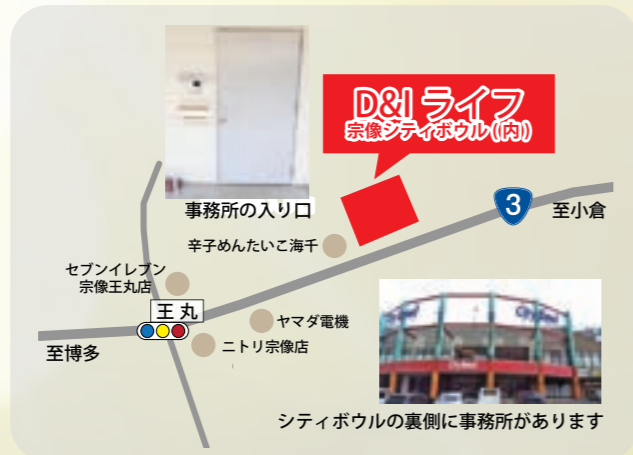 D&I ライフ
宗像シティボウル(内)
事務所の入り口
3
至小倉
辛子めんたいこ海千
セブンイレブン
宗像王丸店
王丸
ヤマダ電機
至博多
ニトリ宗像店
シティボウルの裏側に事務所があります